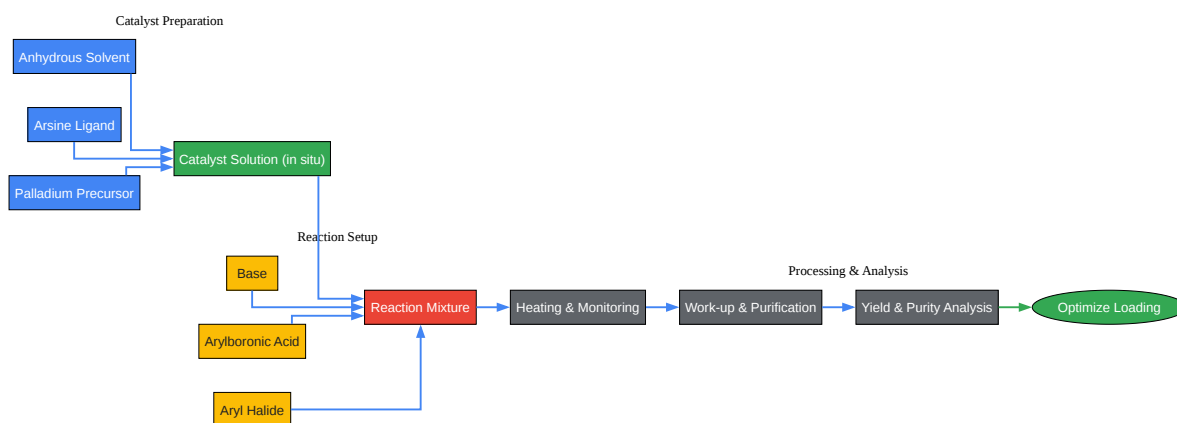 Catalyst Preparation
Anhydrous Solvent
Arsine Ligand
Catalyst Solution (in situ)
Palladium Precursor
Reaction Setup
Base
Processing & Analysis
Reaction Mixture
Heating & Monitoring
Work-up & Purification
Yield & Purity Analysis
Optimize Loading
Arylboronic Acid
Aryl Halide